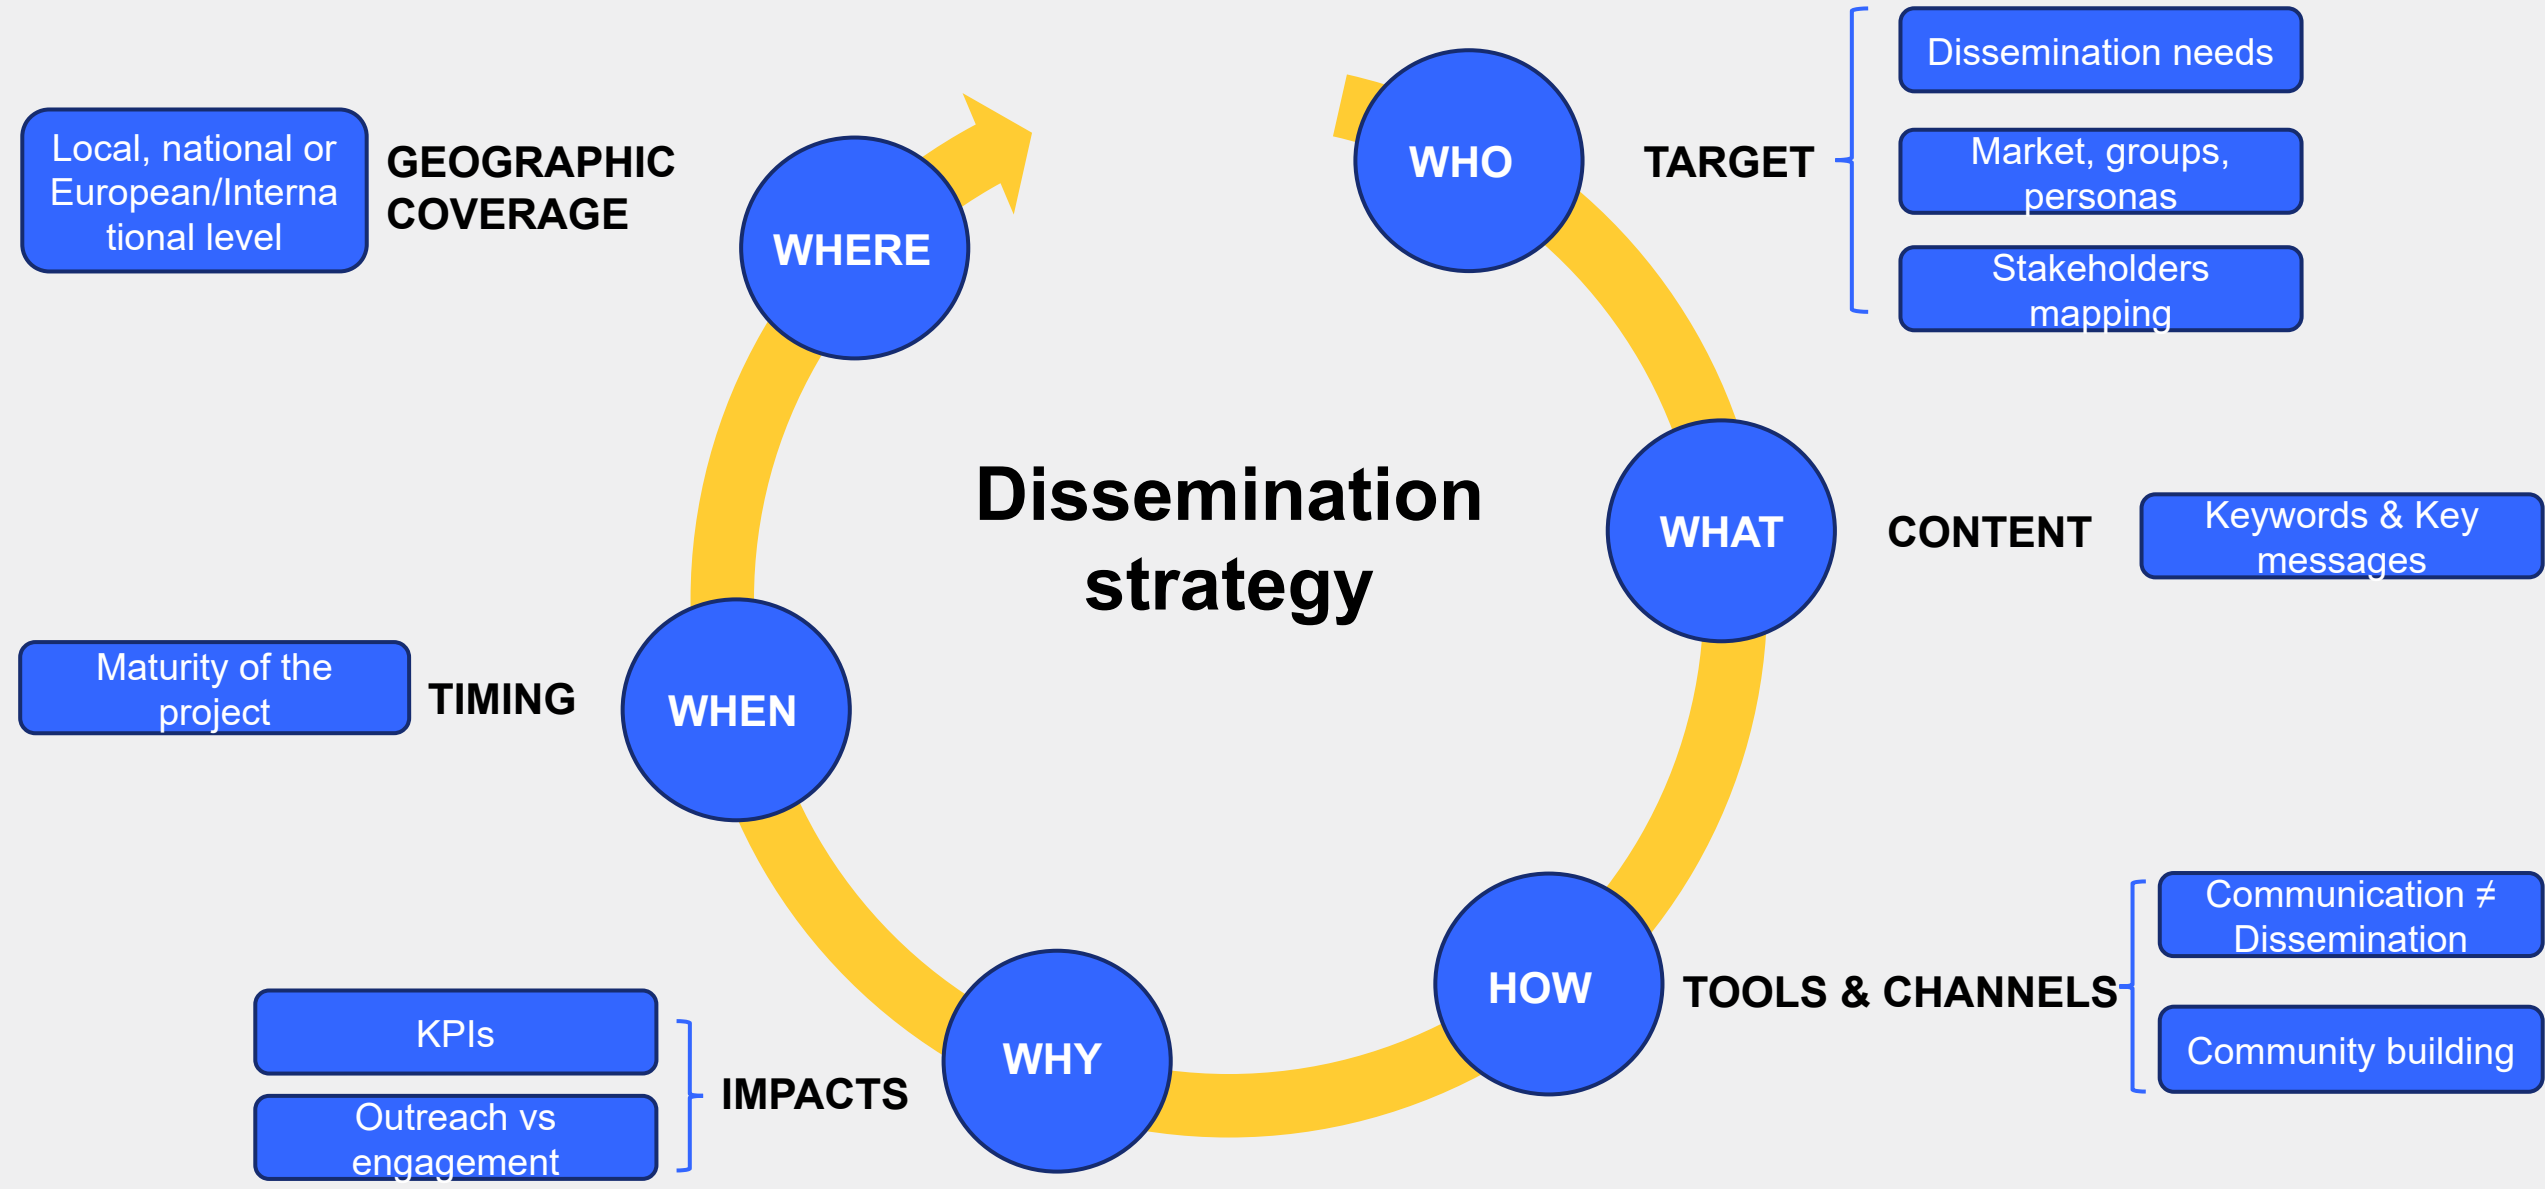 Dissemination
strategy
WHO
TARGET
Dissemination needs
Market, groups,
personas
Stakeholders
mapping
WHAT
CONTENT
Keywords & Key
messages
HOW
TOOLS & CHANNELS
Communication ≠
Dissemination
Community building
WHY
IMPACTS
KPIs
Outreach vs
engagement
WHEN
TIMING
Maturity of the
project
WHERE
GEOGRAPHIC
COVERAGE
Local, national or
European/Interna
tional level